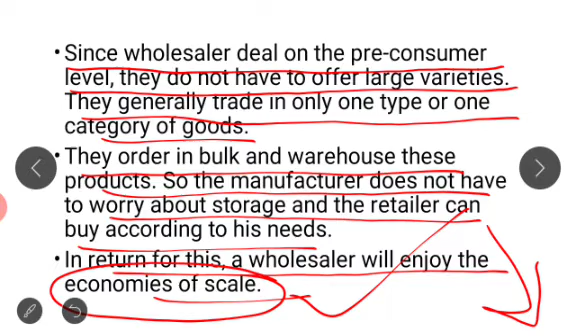 • Since wholesaler deal on the pre-consumer
level, they do not have to offer large varieties.
They generally trade in only one type or one
category of goods.
• They order in bulk and warehouse these
products. So the manufacturer does not have
to worry about storage and the retailer can
buy according to his needs.
• In return for this, a wholesaler will enjoy the
economies of scale.